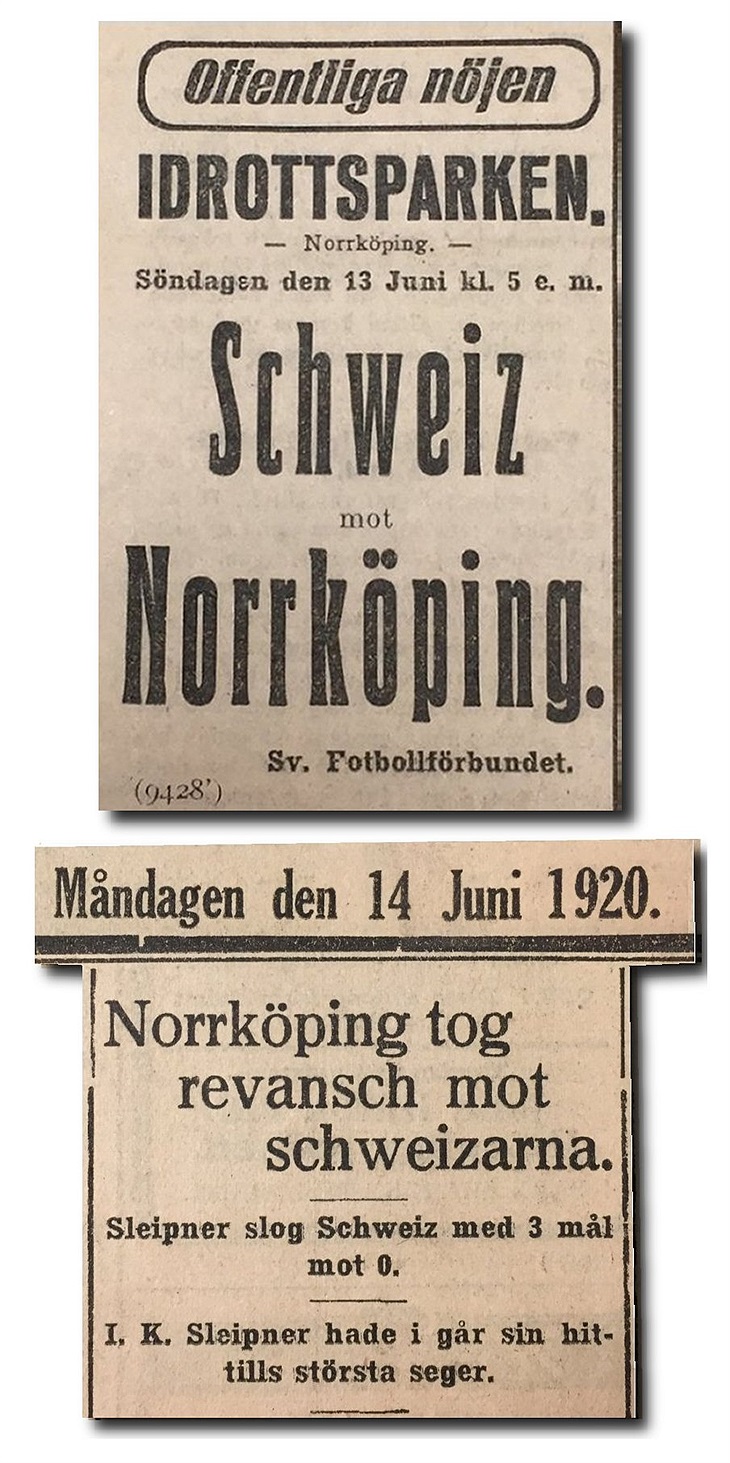 Offentliga nöjen
IDROTTSPARKEN.
— Norrköping. —
Söndagen den 13 Juni kl. 5 e. m.
Schweiz
mot
Norrköping.
Sv. Fotbollförbundet.
(9428')
Måndagen den 14 Juni 1920.
Norrköping tog
revansch mot
schweizarna.
Sleipner slog Schweiz med 3 mål
mot 0.
I. K. Sleipner hade i går sin hit-
tills största seger.